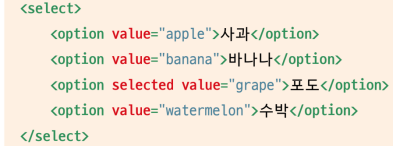 <select>
<option value="apple">사과</option>
<option value="banana">바나나</option>
<option selected value="grape">포도</option>
<option value="watermelon">수박</option>
</select>